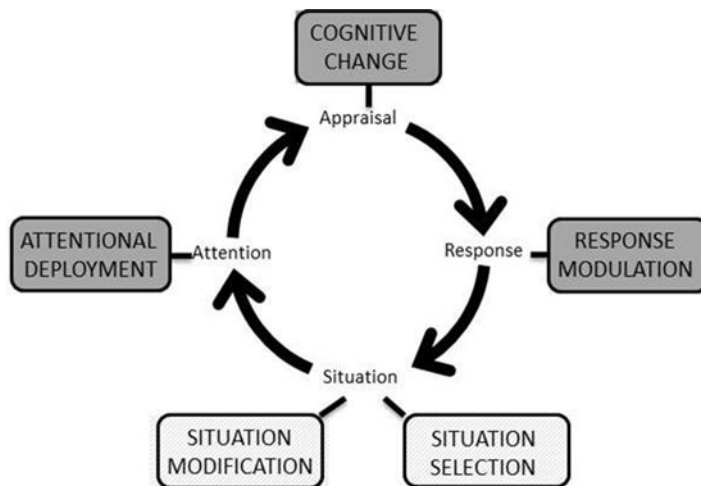 COGNITIVE
CHANGE
Appraisal
ATTENTIONAL
DEPLOYMENT
Attention
Response
RESPONSE
MODULATION
Situation
SITUATION
MODIFICATION
SITUATION
SELECTION